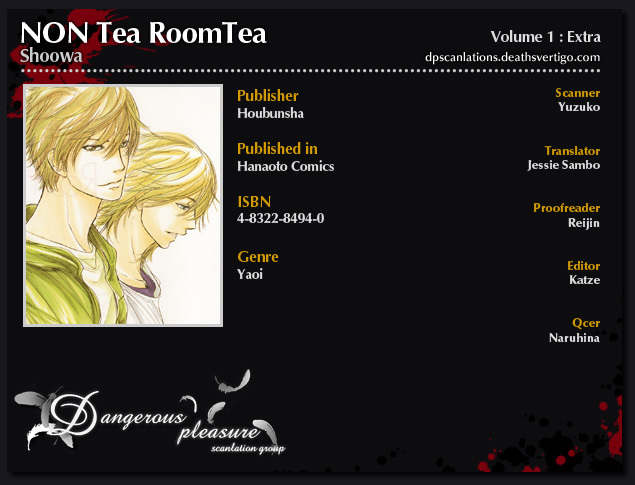 NON Tea RoomTea
Shoowa
Volume 1 : Extra
dpscanlations.deathsvertigo.com
Publisher
Houbunsha
Published in
Hanaoto Comics
ISBN
4-8322-8494-0
Genre
Yaoi
Scanner
Yuzuko
Translator
Jessie Sambo
Proofreader
Reijin
Editor
Katze
Qcer
Naruhina
Dangerous
pleasure
scanlation group